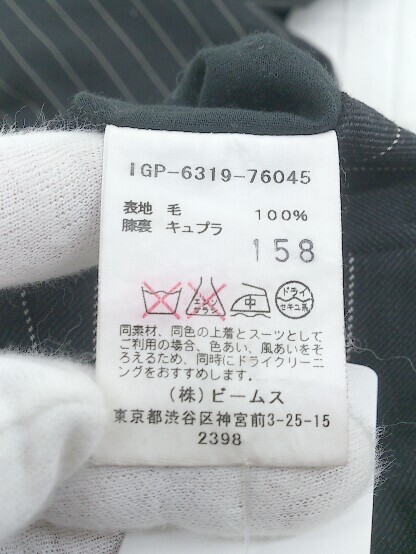 IGP-6319-76045
表地 毛 100%
膝裏 キュプラ
158
エンソ
サラシ
中
ドライ
セキユ系
同素材、同色の上着とスーツとして
ご利用の場合、色あい、風あいをそ
ろえるため、同時にドライクリーニ
ングをおすすめします。
(株)ビームス
東京都渋谷区神宮前3-25-15
2398